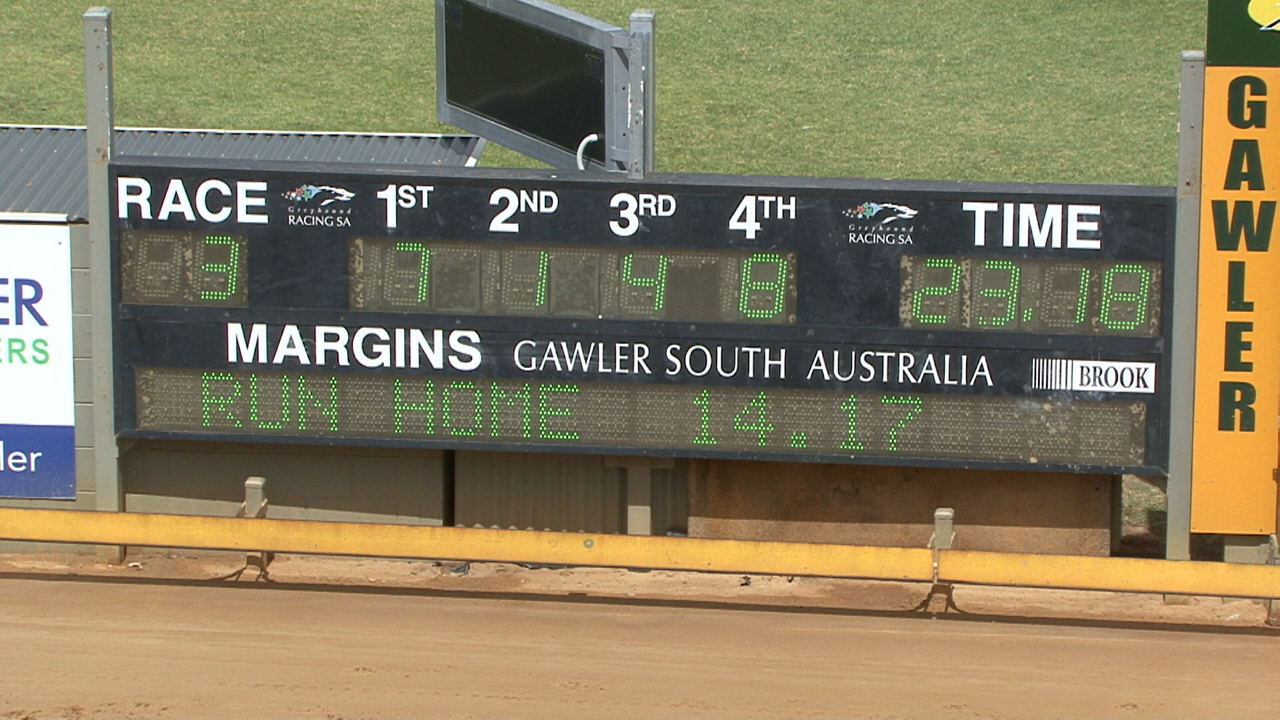 RACE Greyhound RACING SA 1ST 2ND 3RD 4TH Greyhound RACING SA TIME
3 7 1 4 8 23.18
MARGINS GAWLER SOUTH AUSTRALIA BROOK
RUN HOME 14.17
GAWLER
ER
ERS
ler